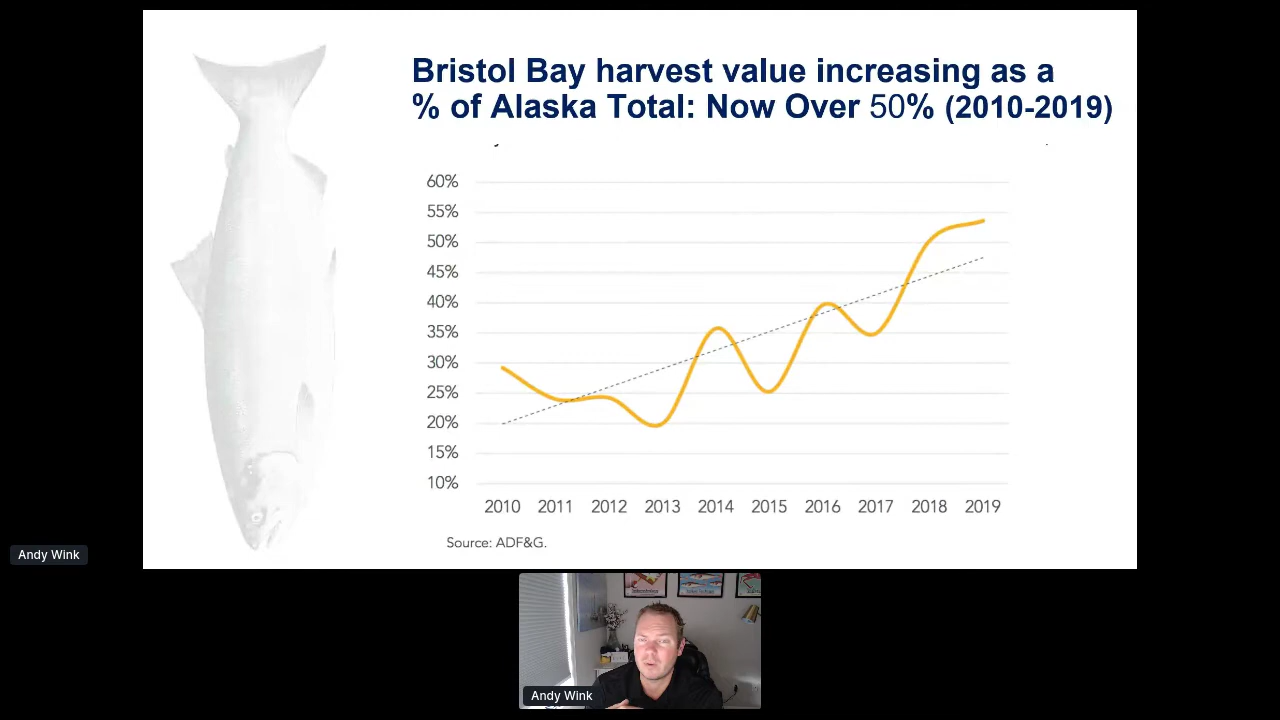 Bristol Bay harvest value increasing as a
% of Alaska Total: Now Over 50% (2010-2019)
60%
55%
50%
45%
40%
35%
30%
25%
20%
15%
10%
2010 2011 2012 2013 2014 2015 2016 2017 2018 2019
Source: ADF&G.
Andy Wink
Andy Wink